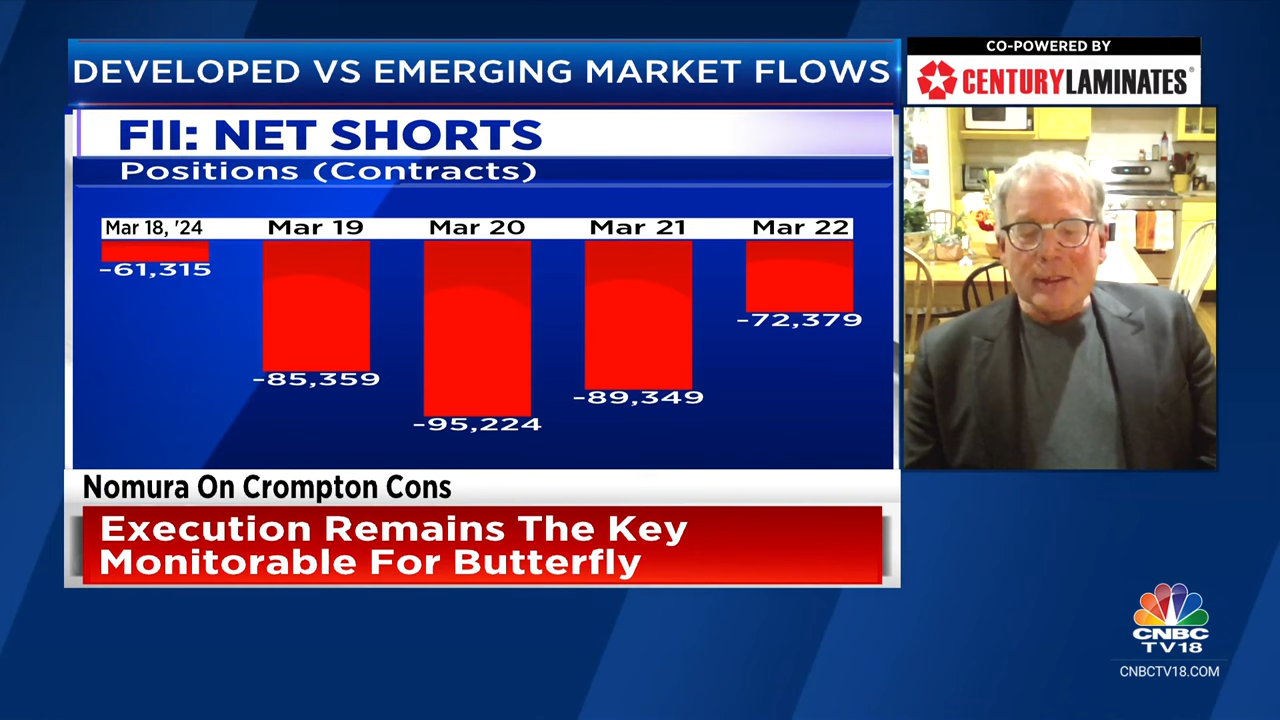 DEVELOPED VS EMERGING MARKET FLOWS
CO-POWERED BY
CENTURYLAMINATES®
FII: NET SHORTS
Positions (Contracts)
Mar 18, '24 Mar 19 Mar 20 Mar 21 Mar 22
-61,315
-85,359
-95,224
-89,349
-72,379
Nomura On Crompton Cons
Execution Remains The Key
Monitorable For Butterfly
CNBC
TV18
CNBCTV18.COM